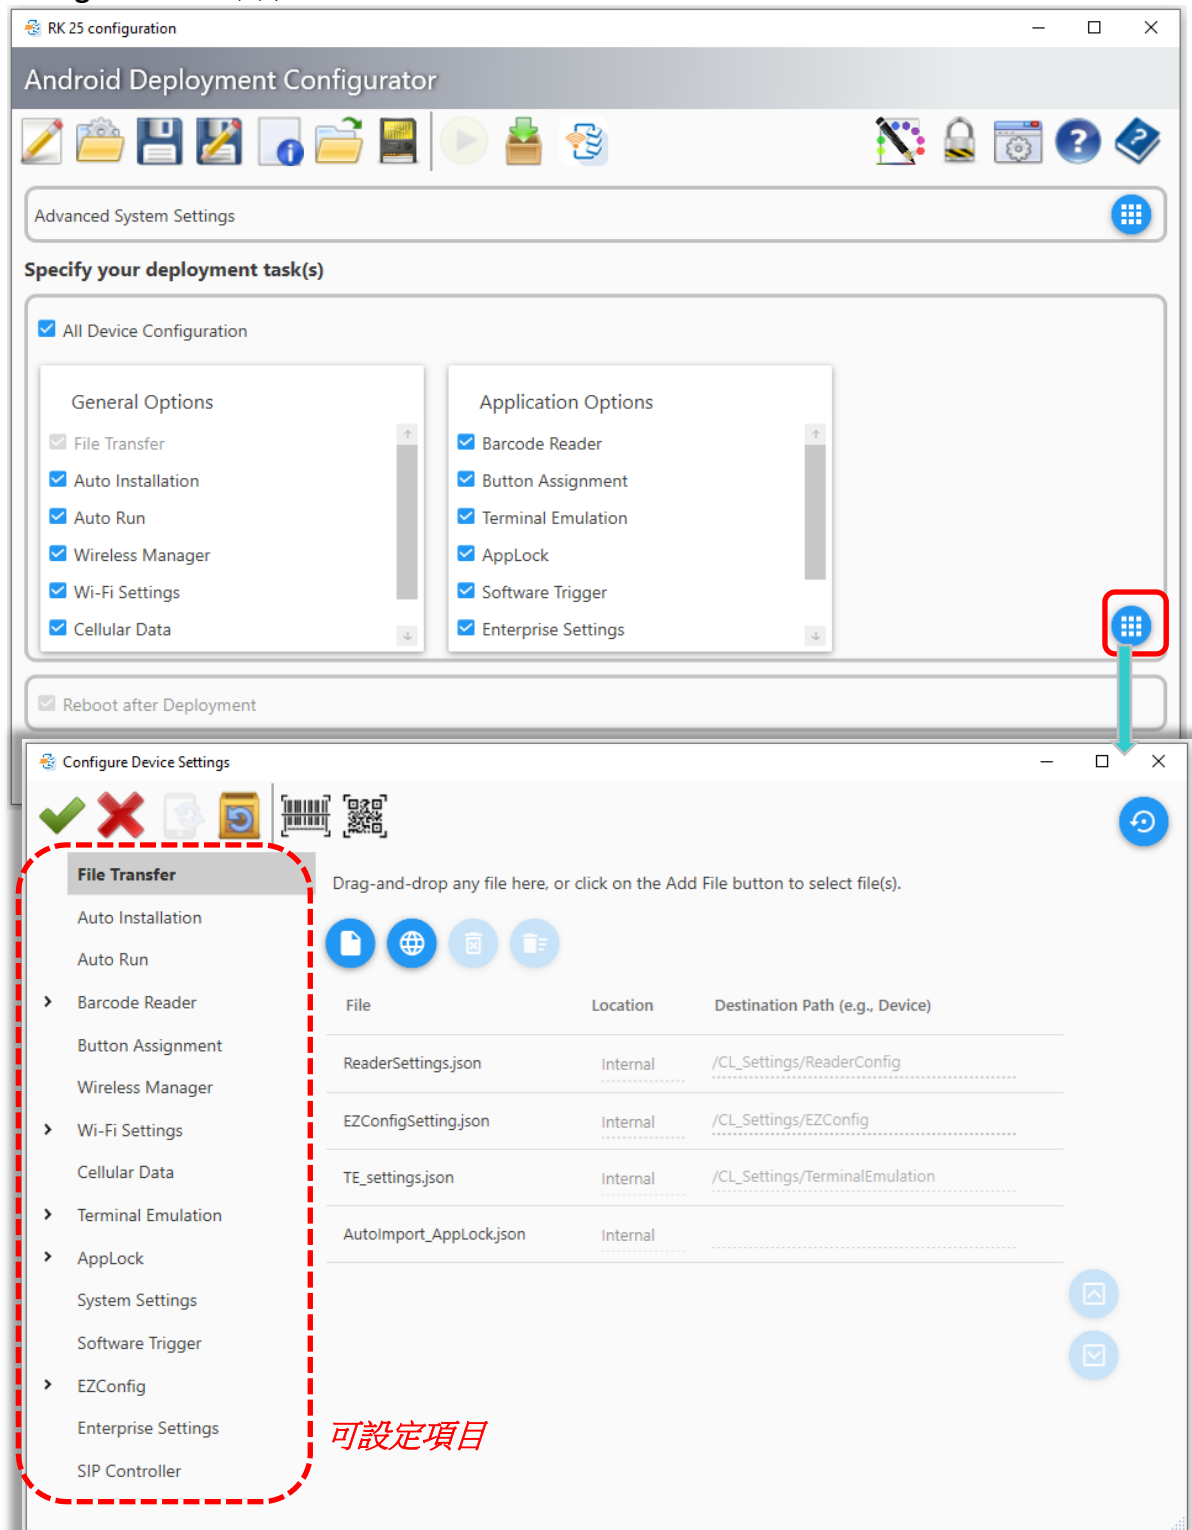 RK 25 configuration
Android Deployment Configurator
Advanced System Settings
Specify your deployment task(s)
All Device Configuration
General Options
File Transfer
Auto Installation
Auto Run
Wireless Manager
Wi-Fi Settings
Cellular Data
Application Options
Barcode Reader
Button Assignment
Terminal Emulation
AppLock
Software Trigger
Enterprise Settings
Reboot after Deployment
Configure Device Settings
File Transfer
Auto Installation
Auto Run
Barcode Reader
Button Assignment
Wireless Manager
Wi-Fi Settings
Cellular Data
Terminal Emulation
AppLock
System Settings
Software Trigger
EZConfig
Enterprise Settings
SIP Controller
Drag-and-drop any file here, or click on the Add File button to select file(s).
File Location Destination Path (e.g., Device)
ReaderSettings.json Internal /CL_Settings/ReaderConfig
EZConfigSetting.json Internal /CL_Settings/EZConfig
TE_settings.json Internal /CL_Settings/TerminalEmulation
AutoImport_AppLock.json Internal
可設定項目